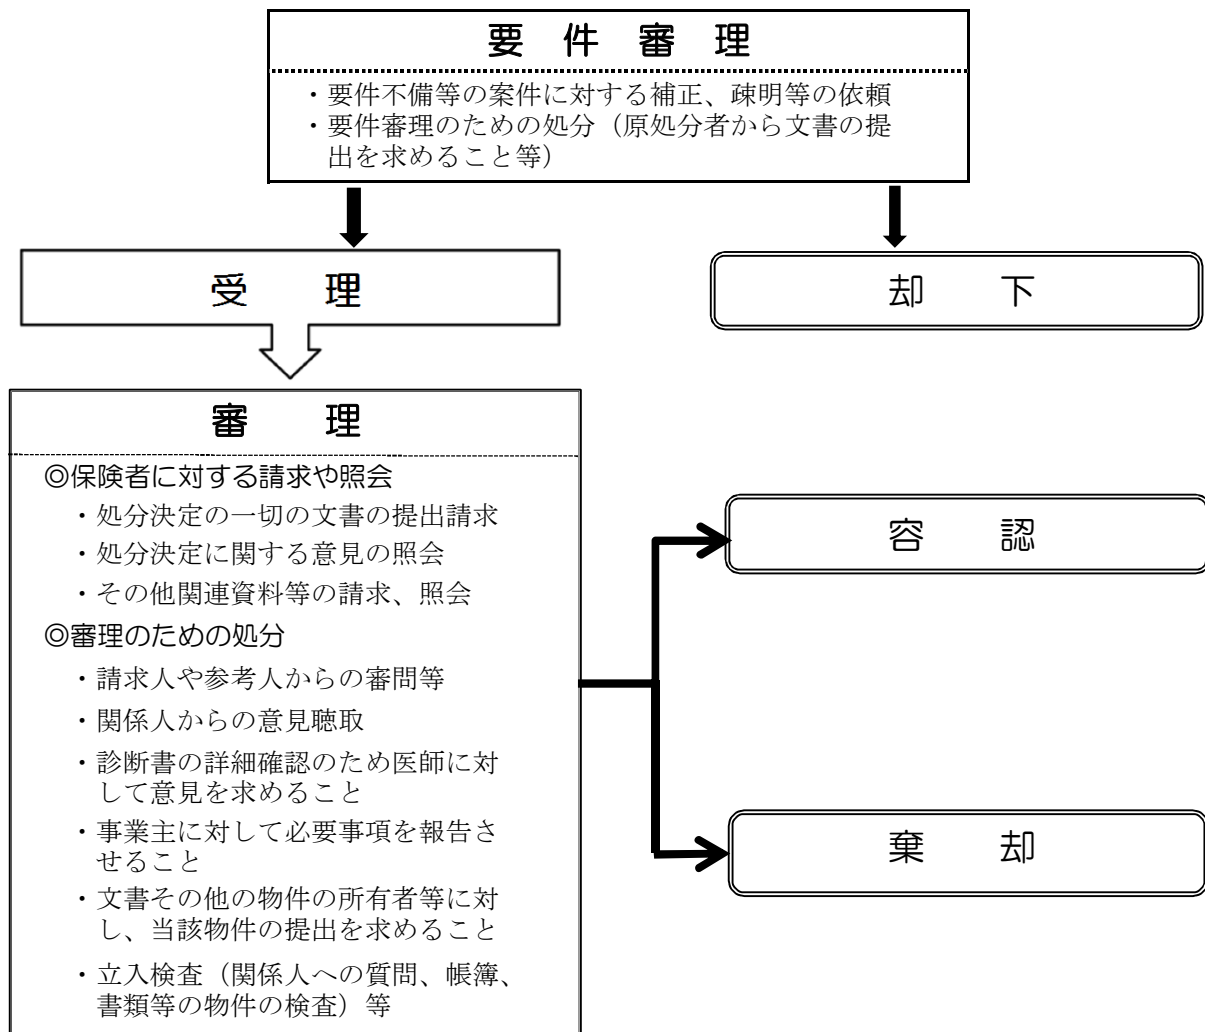 要件審理
・要件不備等の案件に対する補正、疎明等の依頼
・要件審理のための処分（原処分者から文書の提
出を求めること等）
受理
却下
審理
◎保険者に対する請求や照会
・処分決定の一切の文書の提出請求
・処分決定に関する意見の照会
・その他関連資料等の請求、照会
◎審理のための処分
・請求人や参考人からの審問等
・関係人からの意見聴取
・診断書の詳細確認のため医師に対
して意見を求めること
・事業主に対して必要事項を報告さ
せること
・文書その他の物件の所有者等に対
し、当該物件の提出を求めること
・立入検査（関係人への質問、帳簿、
書類等の物件の検査）等
容認
棄却